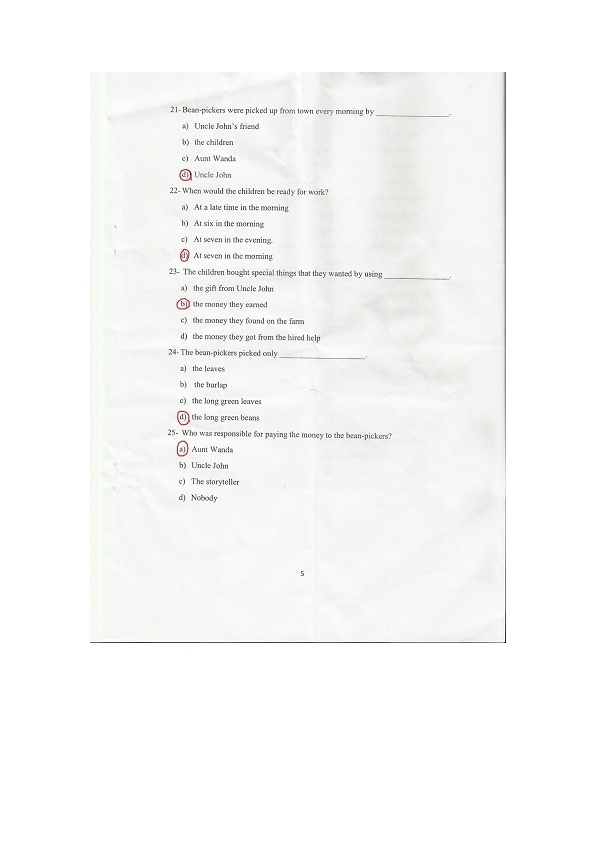 21- Bean-pickers were picked up from town every morning by ____________________.
a) Uncle John's friend
b) the children
c) Aunt Wanda
d) Uncle John
22- When would the children be ready for work?
a) At a late time in the morning
b) At six in the morning
c) At seven in the evening.
d) At seven in the morning
23- The children bought special things that they wanted by using __________________.
a) the gift from Uncle John
b) the money they earned
c) the money they found on the farm
d) the money they got from the hired help
24- The bean-pickers picked only ________________________.
a) the leaves
b) the burlap
c) the long green leaves
d) the long green beans
25- Who was responsible for paying the money to the bean-pickers?
a) Aunt Wanda
b) Uncle John
c) The storyteller
d) Nobody
5